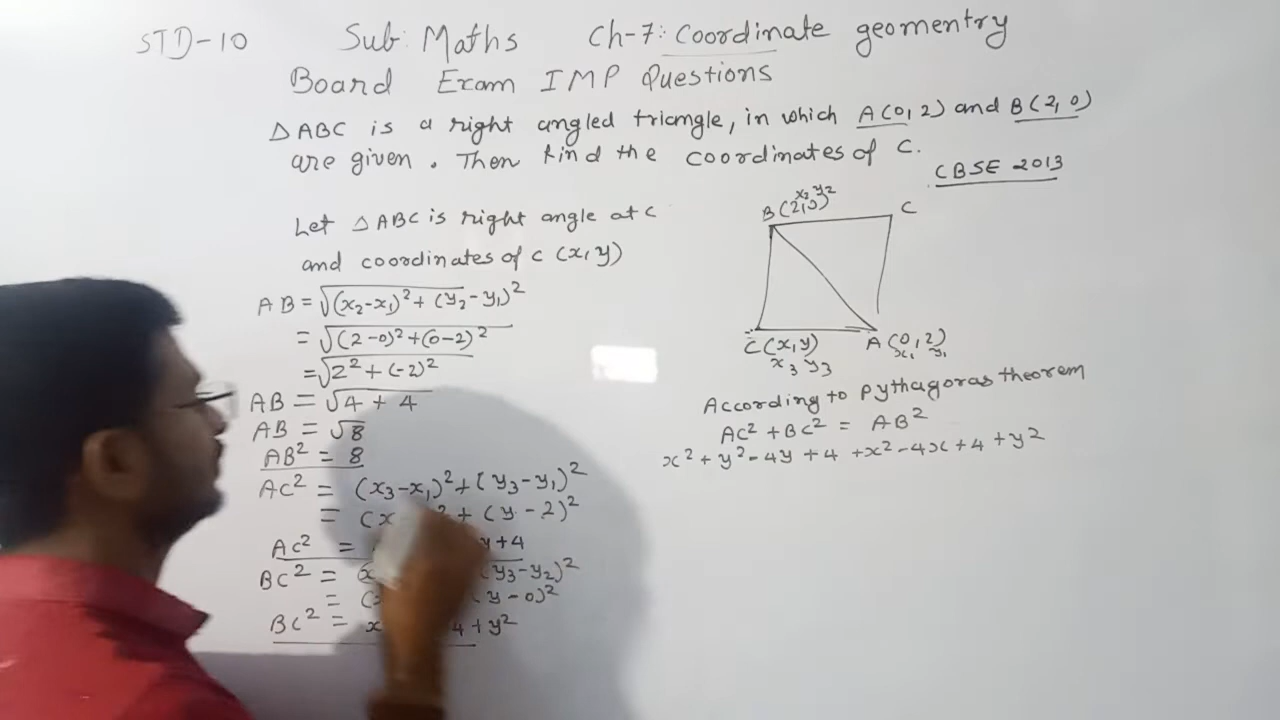 STD-10 Sub: Maths Ch-7: Coordinate geomentry
Board Exam IMP Questions
△ABC is a right angled triangle, in which A(0,2) and B(2,0)
are given. Then find the coordinates of C.
CBSE 2013
Let △ABC is right angle at C
and coordinates of C (x,y)
AB = √(x₂-x₁)²+(y₂-y₁)²
= √(2-0)²+(0-2)²
= √2²+(-2)²
AB = √4 + 4
AB = √8
AB² = 8
AC² = (x₃-x₁)²+(y₃-y₁)²
= (x ² + (y-2)²
AC² = y+4
BC² = (x (y₃-y₂)²
= (x (y-0)²
BC² = x 4+y²
x₂ y₂
B(2,0)
C
C(x,y)
x₃ y₃
A(0,2)
x₁ y₁
According to pythagoras theorem
AC² + BC² = AB²
x²+y²-4y+4+x²-4x+4+y²